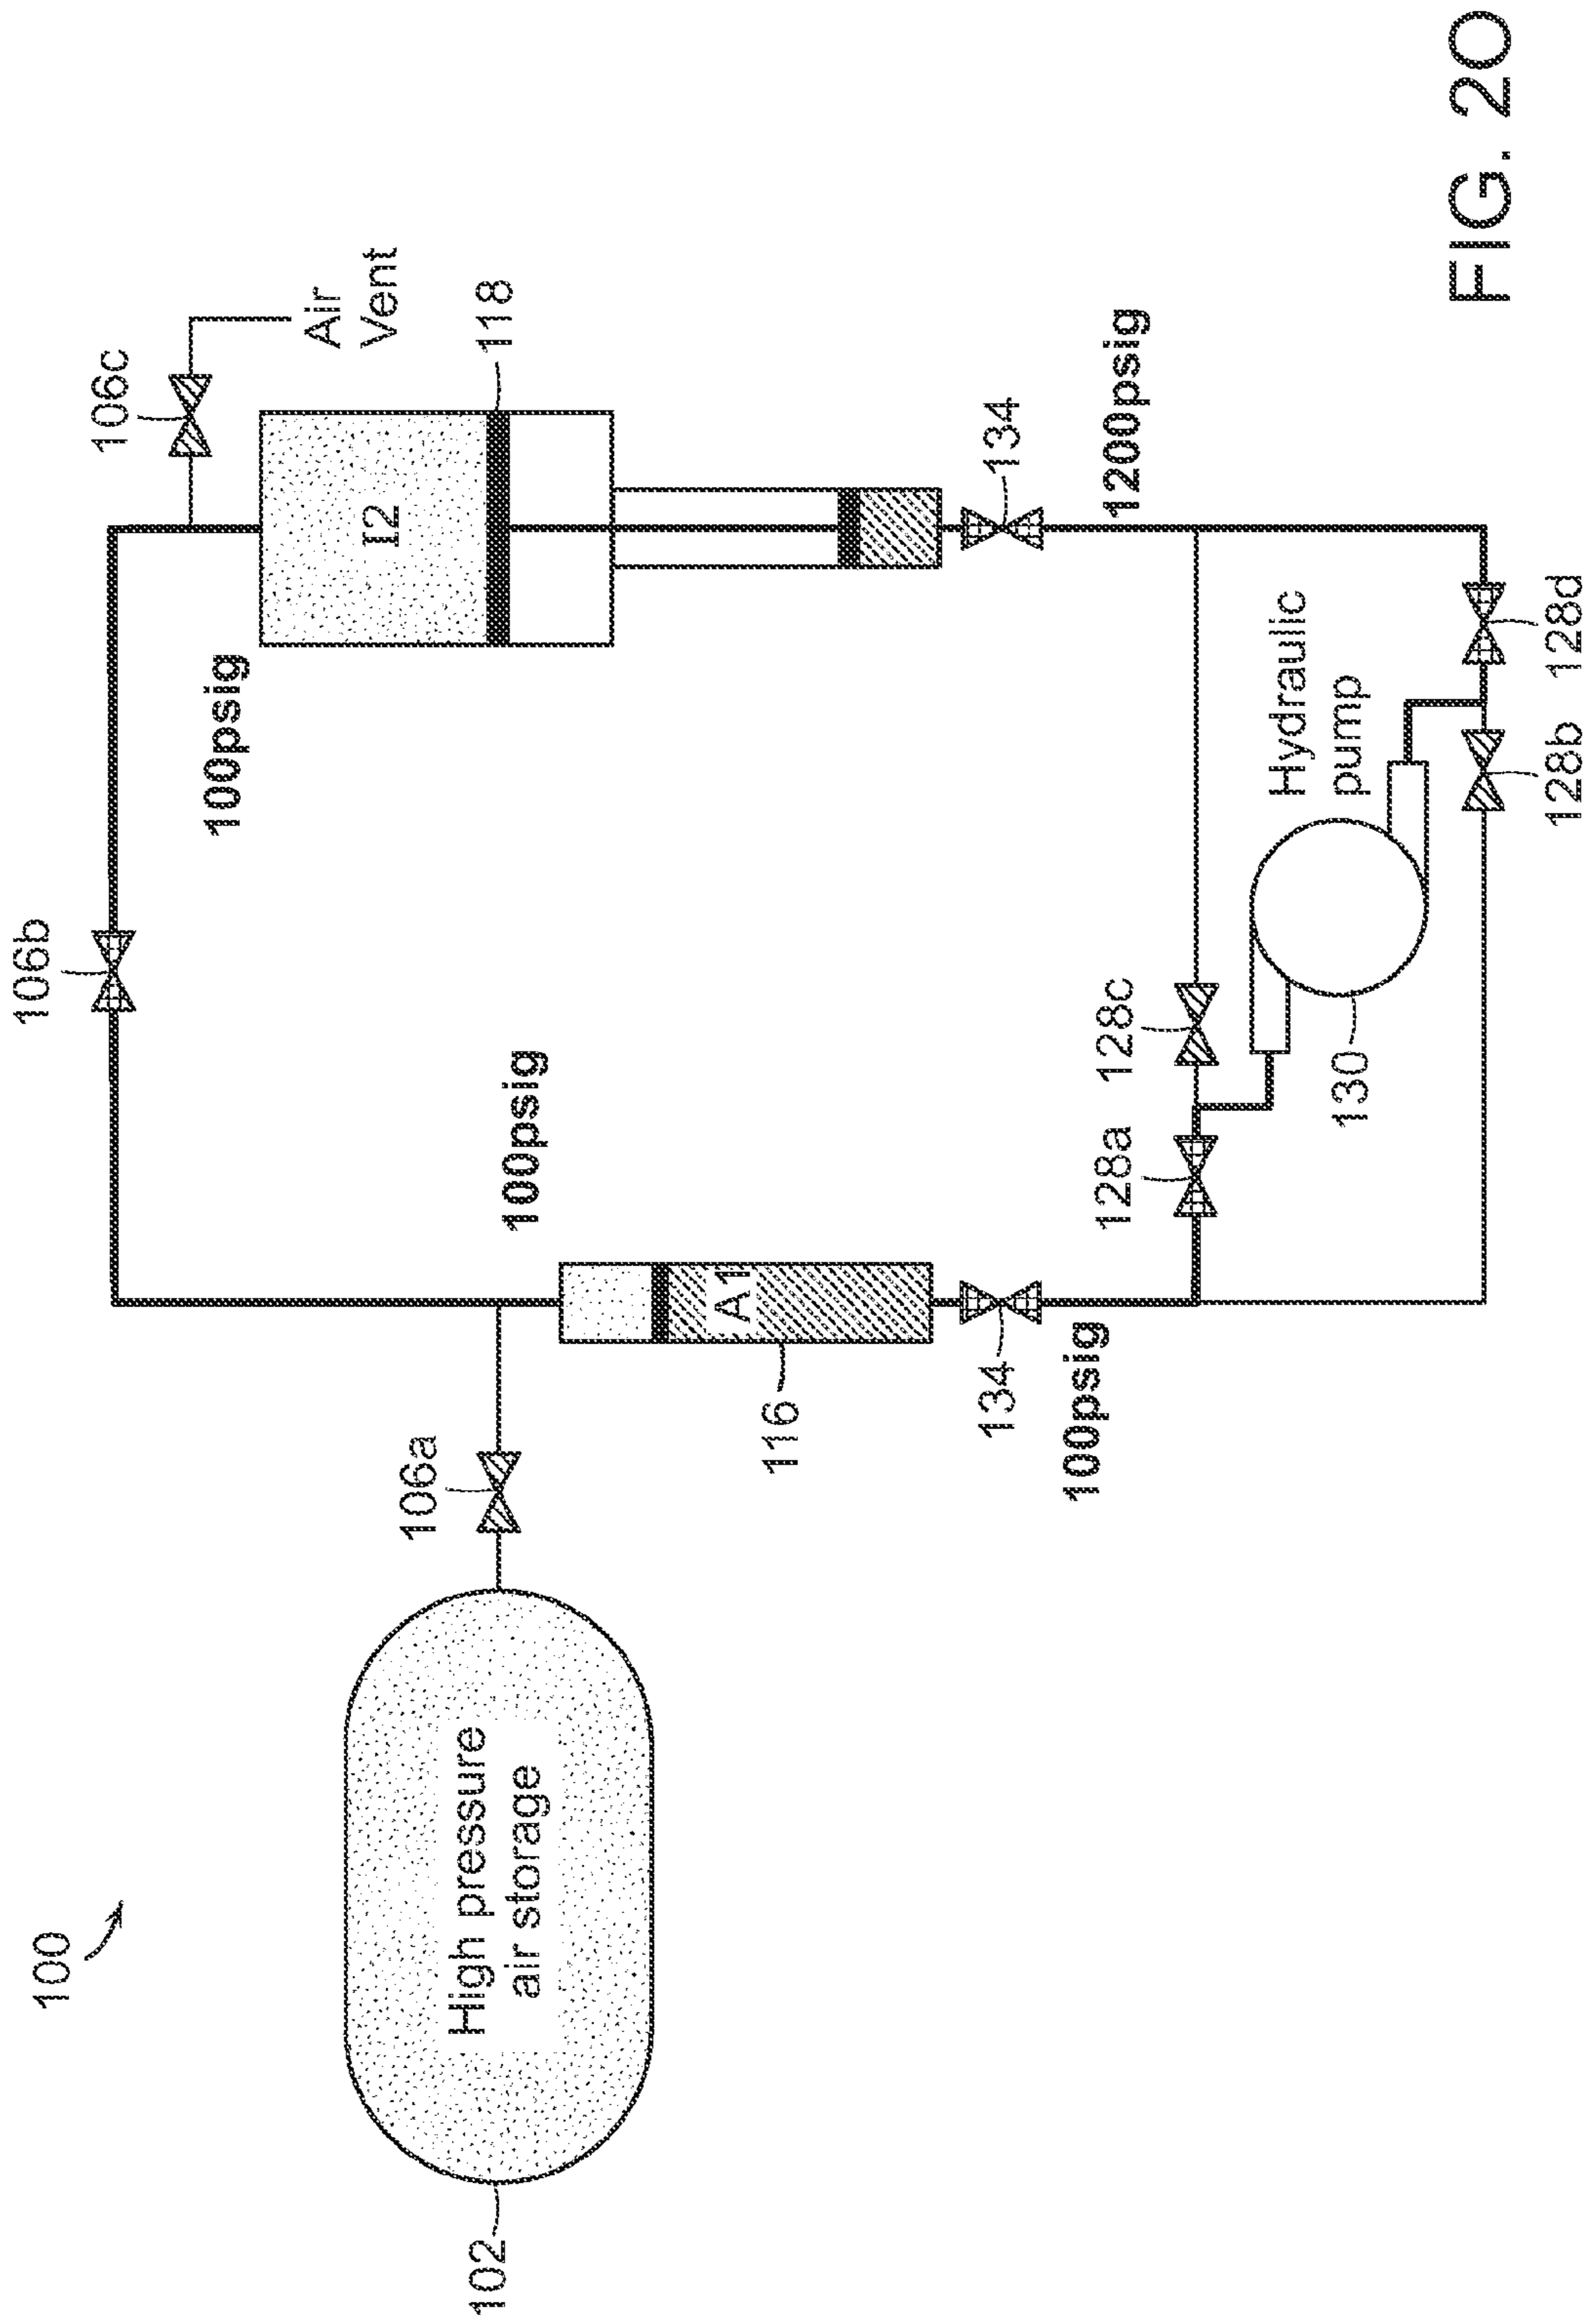 100
102
High pressure
air storage
106a
116
A1
100psig
134
100psig
106b
100psig
106c
Air
Vent
I2
118
134
1200psig
128a
128c
130
Hydraulic
pump
128b
128d
FIG. 2O